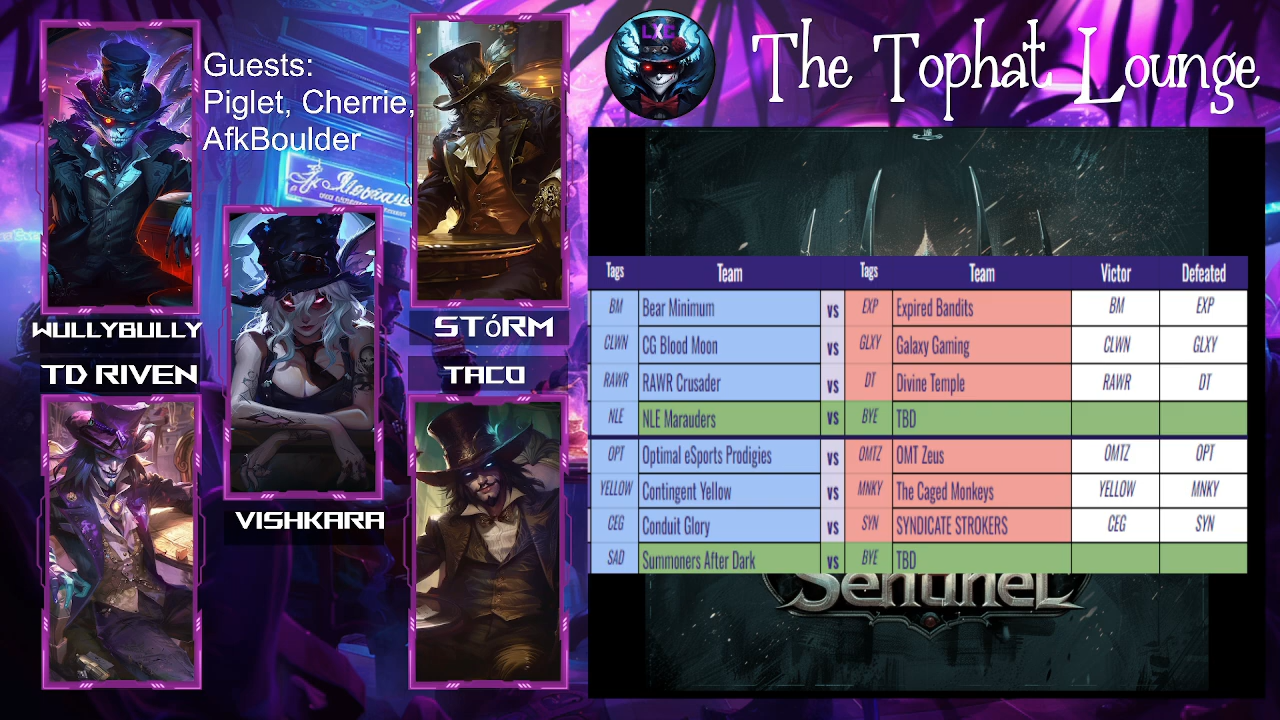 Guests:
Piglet, Cherrie,
AfkBoulder
WULLYBULLY
TD RIVEN
VISHKARA
STóRM
TACO
LXC
The Tophat Lounge
Tags Team Tags Team Victor Defeated
BM Bear Minimum VS EXP Expired Bandits BM EXP
CLWN CG Blood Moon VS GLXY Galaxy Gaming CLWN GLXY
RAWR RAWR Crusader VS DT Divine Temple RAWR DT
NLE NLE Marauders VS BYE TBD
OPT Optimal eSports Prodigies VS OMTZ OMT Zeus OMTZ OPT
YELLOW Contingent Yellow VS MNKY The Caged Monkeys YELLOW MNKY
CEG Conduit Glory VS SYN SYNDICATE STROKERS CEG SYN
SAD Summoners After Dark VS BYE TBD
SENTINEL